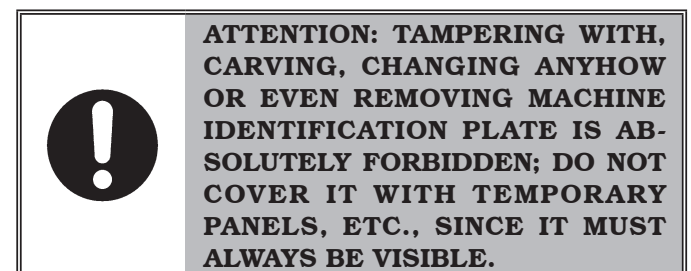 ATTENTION: TAMPERING WITH,
CARVING, CHANGING ANYHOW
OR EVEN REMOVING MACHINE
IDENTIFICATION PLATE IS AB-
SOLUTELY FORBIDDEN; DO NOT
COVER IT WITH TEMPORARY
PANELS, ETC., SINCE IT MUST
ALWAYS BE VISIBLE.